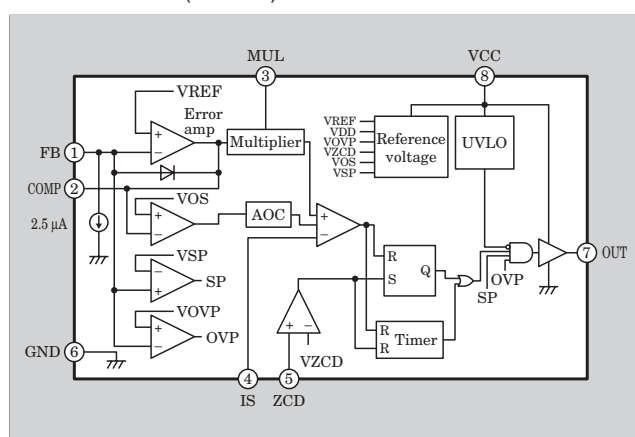 MUL
3
VCC
8
VREF
Error
amp
Multiplier
VREF
VDD
VOVP
VZCD
VOS
VSP
Reference
voltage
UVLO
FB 1
COMP 2
2.5 μA
VOS
AOC
VSP
SP
VOVP
OVP
GND 6
R
S
Q
R
R
Timer
VZCD
SP
OVP
7 OUT
4
IS
5
ZCD